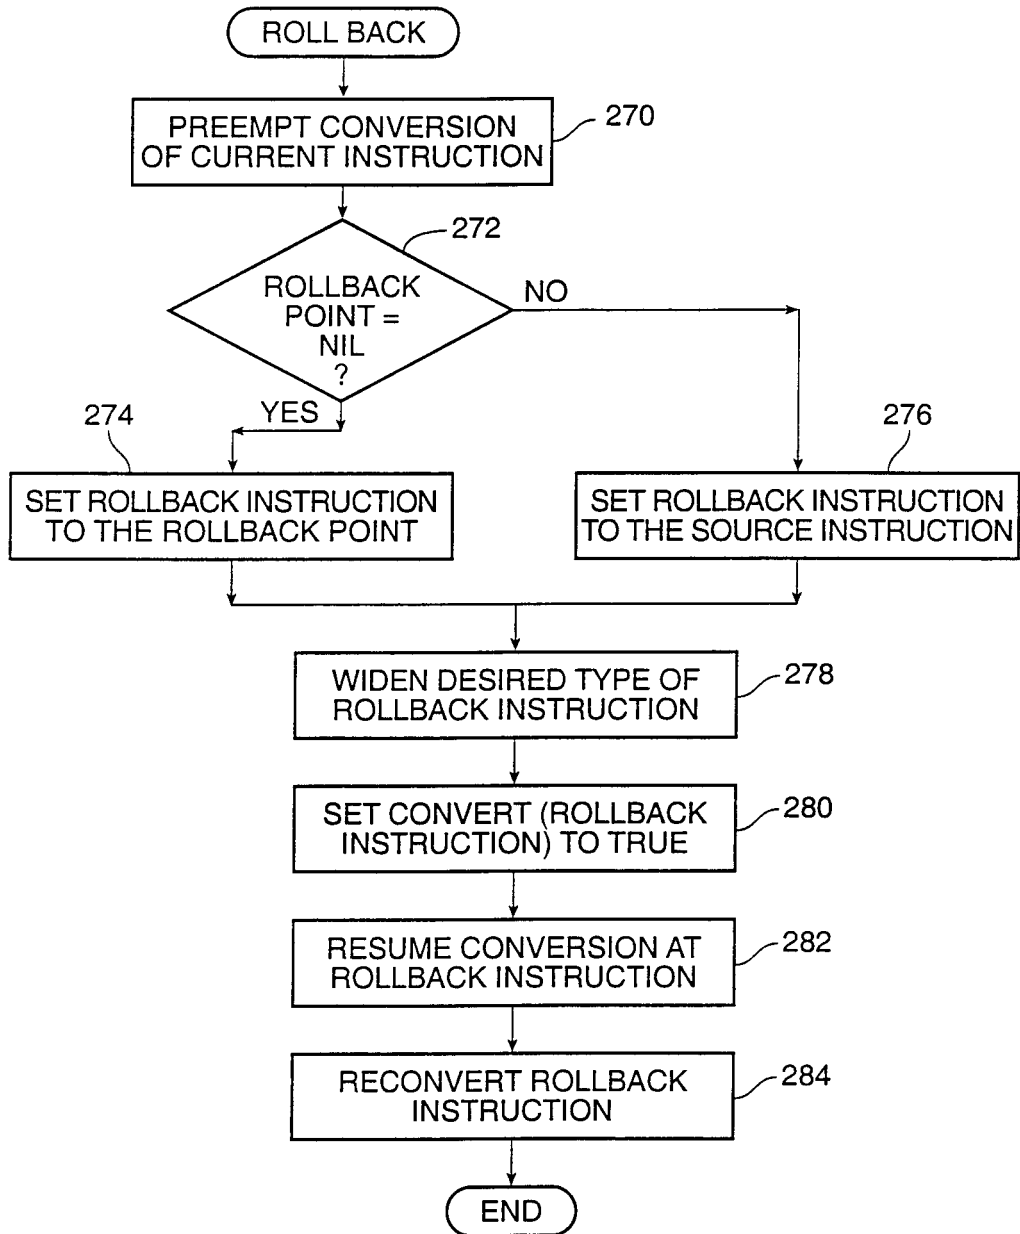 ROLL BACK
PREEMPT CONVERSION
OF CURRENT INSTRUCTION
270
272
ROLLBACK
POINT =
NIL
?
NO
YES
274
276
SET ROLLBACK INSTRUCTION
TO THE ROLLBACK POINT
SET ROLLBACK INSTRUCTION
TO THE SOURCE INSTRUCTION
WIDEN DESIRED TYPE OF
ROLLBACK INSTRUCTION
278
SET CONVERT (ROLLBACK
INSTRUCTION) TO TRUE
280
RESUME CONVERSION AT
ROLLBACK INSTRUCTION
282
RECONVERT ROLLBACK
INSTRUCTION
284
END